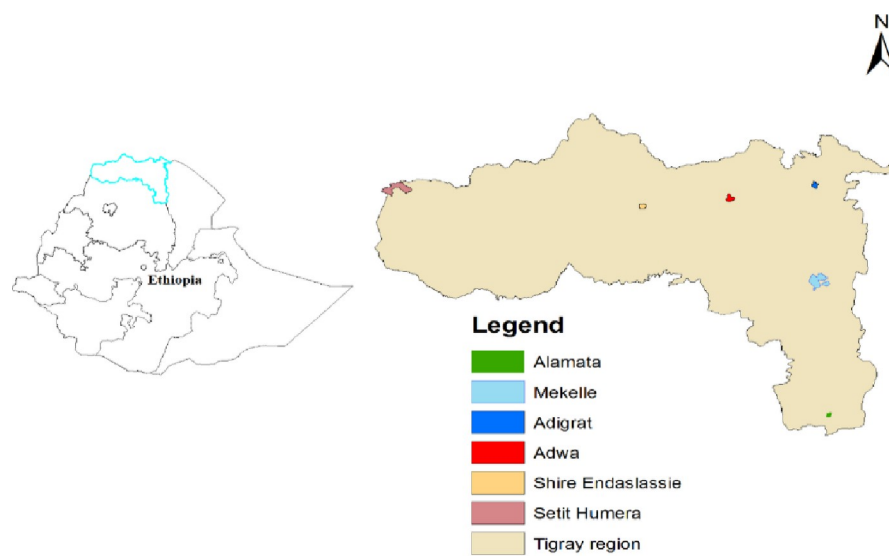 N
Ethiopia
Legend
Alamata
Mekelle
Adigrat
Adwa
Shire Endaslassie
Setit Humera
Tigray region